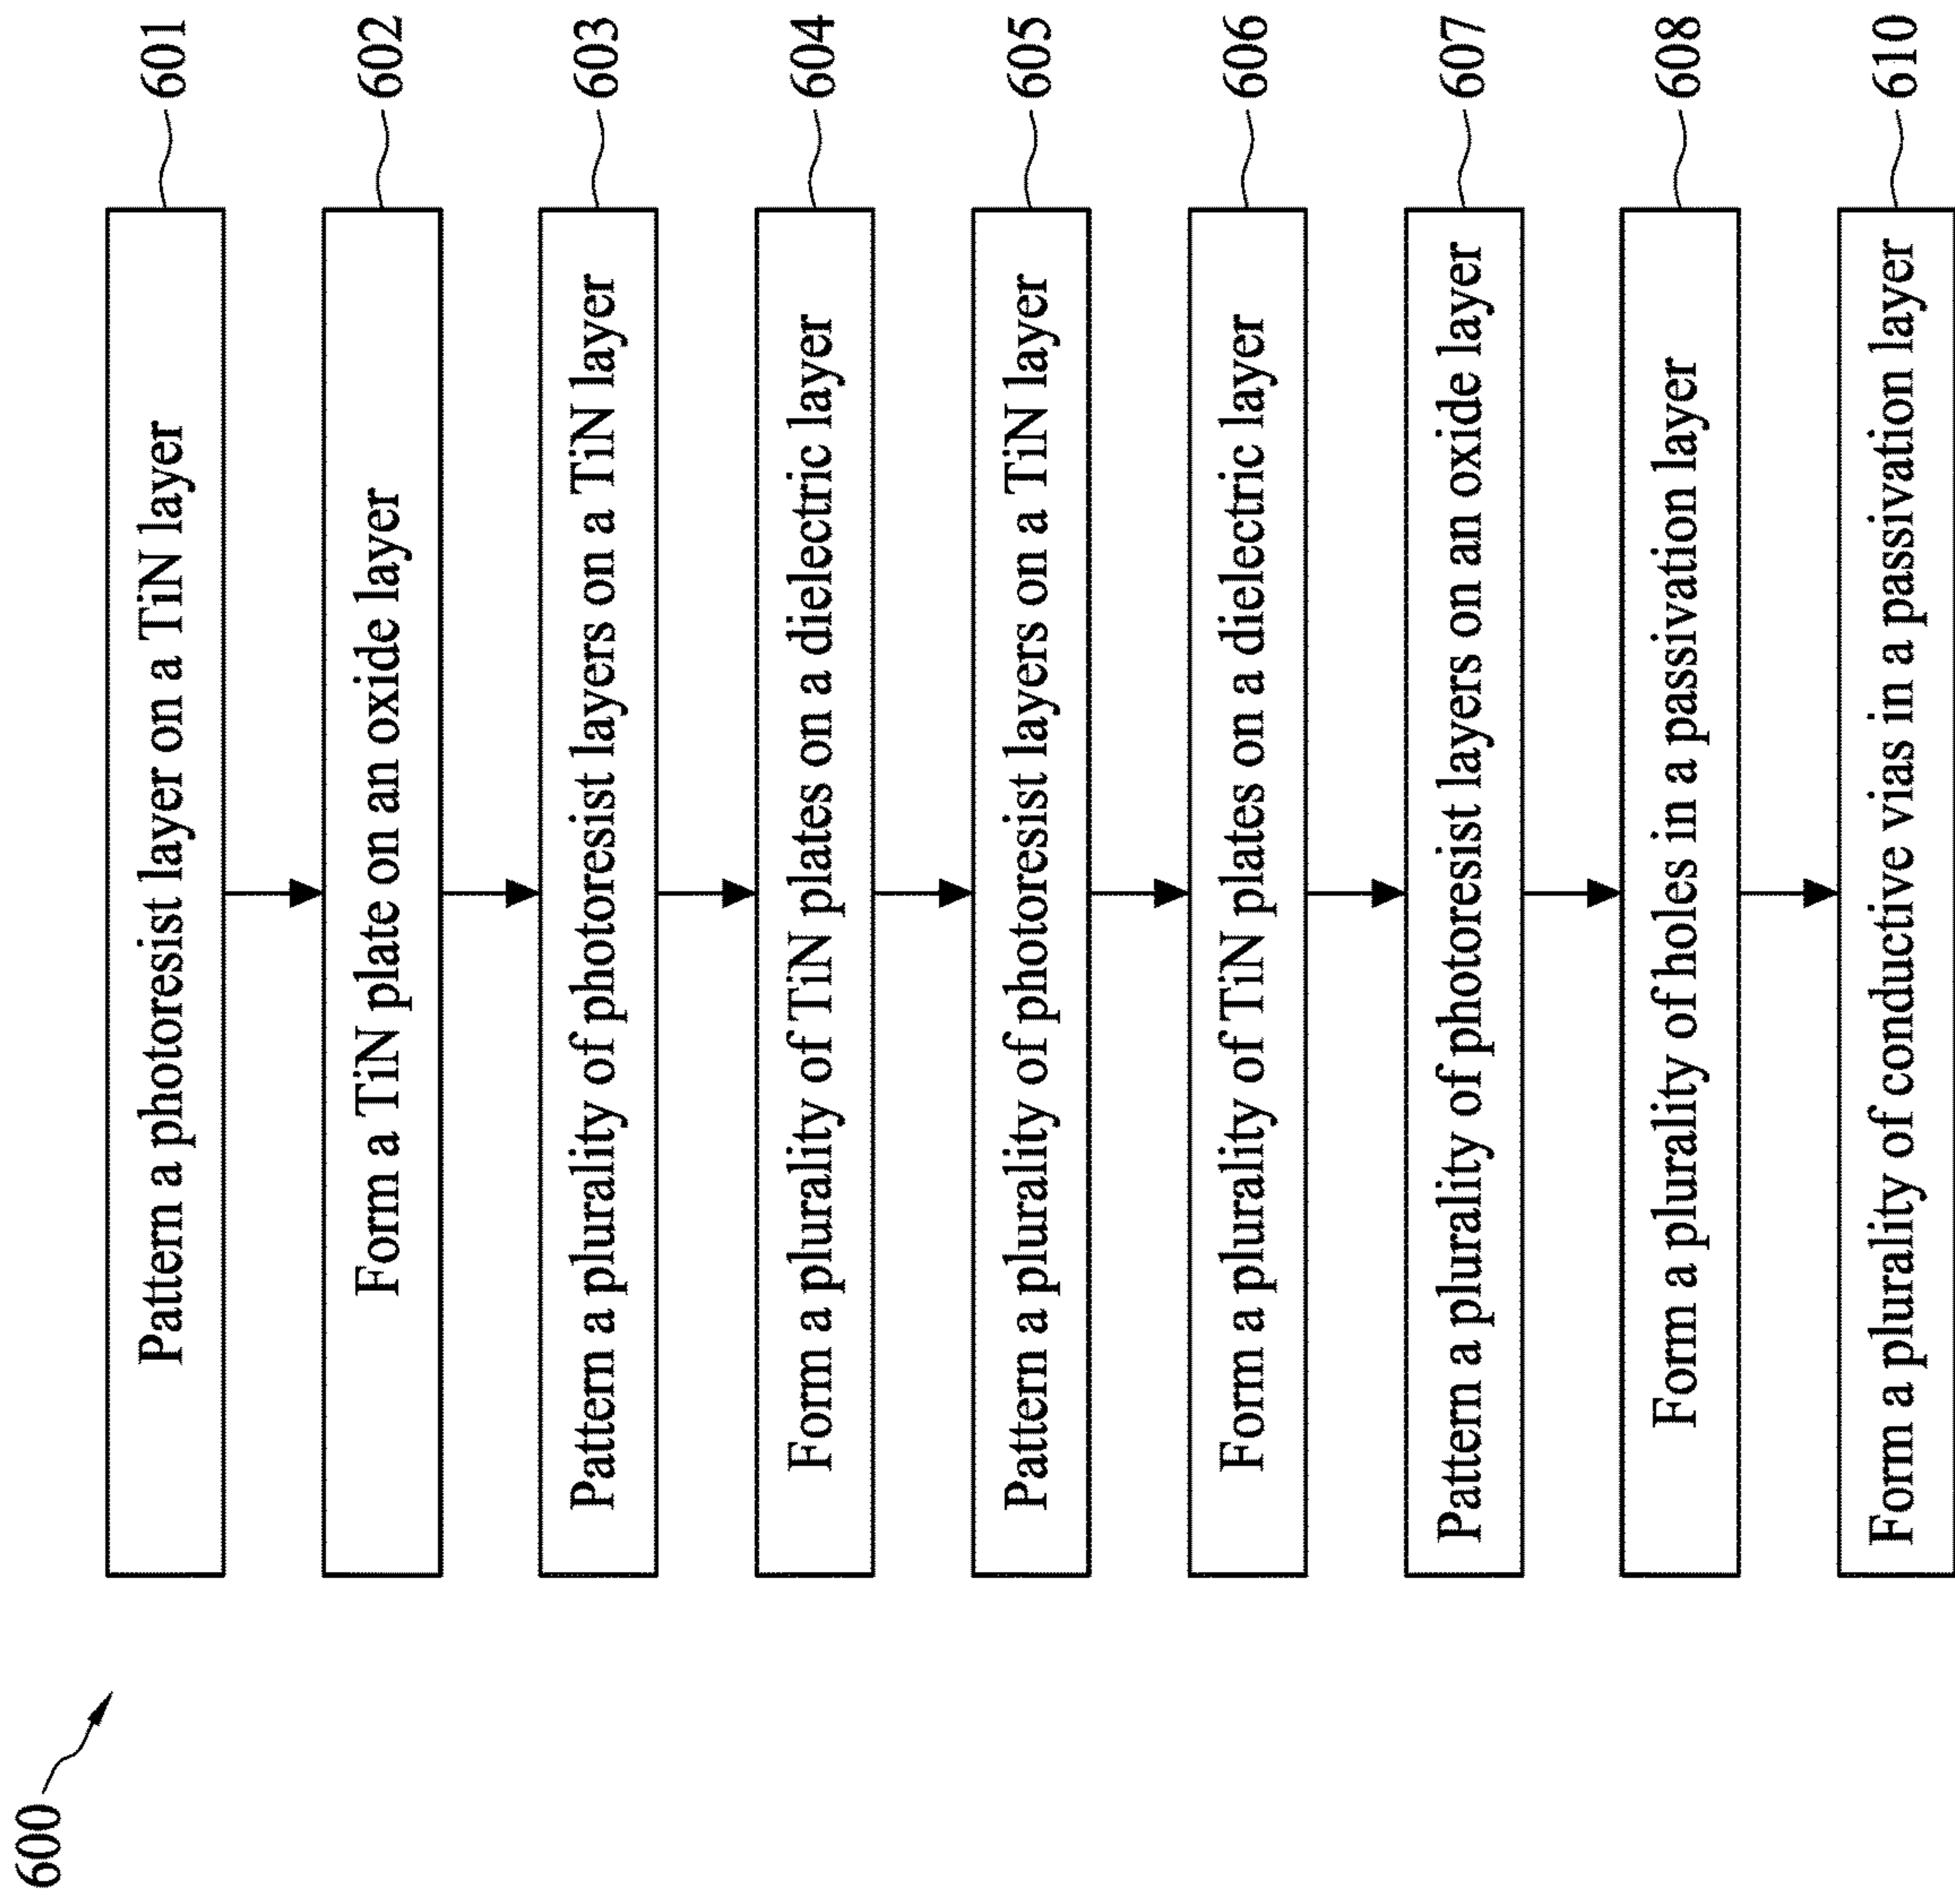 600
Pattern a photoresist layer on a TiN layer
601
Form a TiN plate on an oxide layer
602
Pattern a plurality of photoresist layers on a TiN layer
603
Form a plurality of TiN plates on a dielectric layer
604
Pattern a plurality of photoresist layers on a TiN layer
605
Form a plurality of TiN plates on a dielectric layer
606
Pattern a plurality of photoresist layers on an oxide layer
607
Form a plurality of holes in a passivation layer
608
Form a plurality of conductive vias in a passivation layer
610